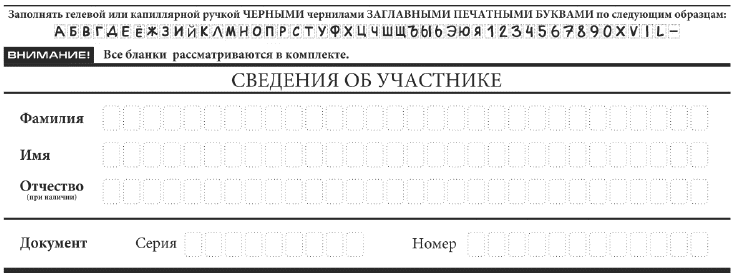 Заполнять гелевой или капиллярной ручкой ЧЕРНЫМИ чернилами ЗАГЛАВНЫМИ ПЕЧАТНЫМИ БУКВАМИ по следующим образцам:
АБВГДЕЁЖЗИЙКЛМНОПРСТУФХЦЧШЩЪЫЬЭЮЯ1234567890XVIL-
ВНИМАНИЕ! Все бланки рассматриваются в комплекте.
СВЕДЕНИЯ ОБ УЧАСТНИКЕ
Фамилия
Имя
Отчество
(при наличии)
Документ Серия Номер